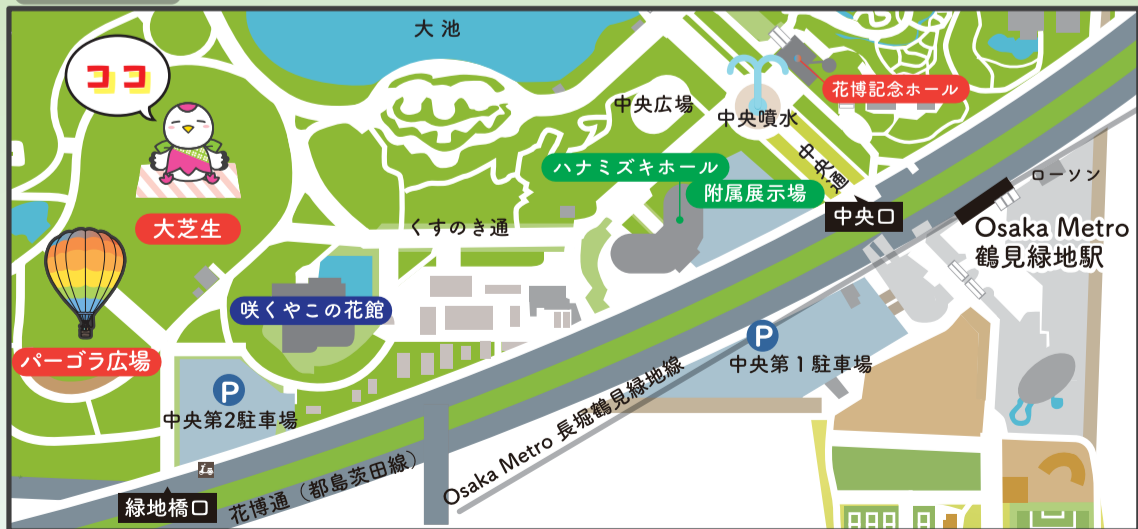 大池
ココ
中央広場
中央噴水
花博記念ホール
中央通
ハナミズキホール
附属展示場
ローソン
中央口
大芝生
くすのき通
Osaka Metro
鶴見緑地駅
咲くやこの花館
パーゴラ広場
P
中央第1駐車場
P
中央第2駐車場
Osaka Metro 長堀鶴見緑地線
花博通（都島茨田線）
緑地橋口